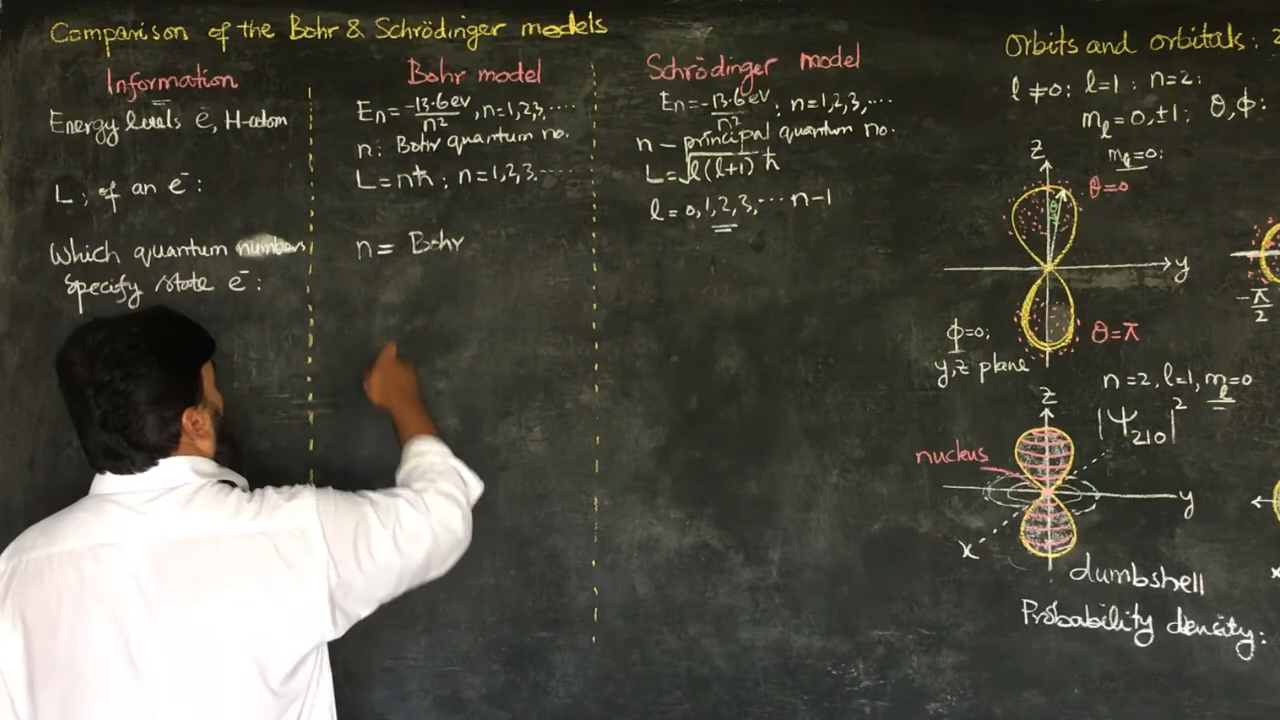 Comparison of the Bohr & Schrödinger models
Information
Energy levels ē, H-atom
L; of an e⁻:
Which quantum numbers
specify state e⁻:
Bohr model
En = -13.6 ev/n², n=1,2,3,....
n: Bohr quantum no.
L = nħ; n=1,2,3.....
n = Bohr
Schrödinger model
En = -13.6 eV/n²; n=1,2,3,....
n – principal quantum no.
L = √l(l+1) ħ
l = 0,1,2,3,... n-1
Orbits and orbitals:
l ≠ 0; l=1; n=2;
m_l = 0, ±1; θ, ϕ:
m_l = 0;
z
θ=0
θ
y
-π/2
ϕ=0;
y,z plane
θ=π
n=2, l=1, m_l=0
|Ψ₂₁₀|²
z
nucleus
y
x
dumbshell
Probability density: